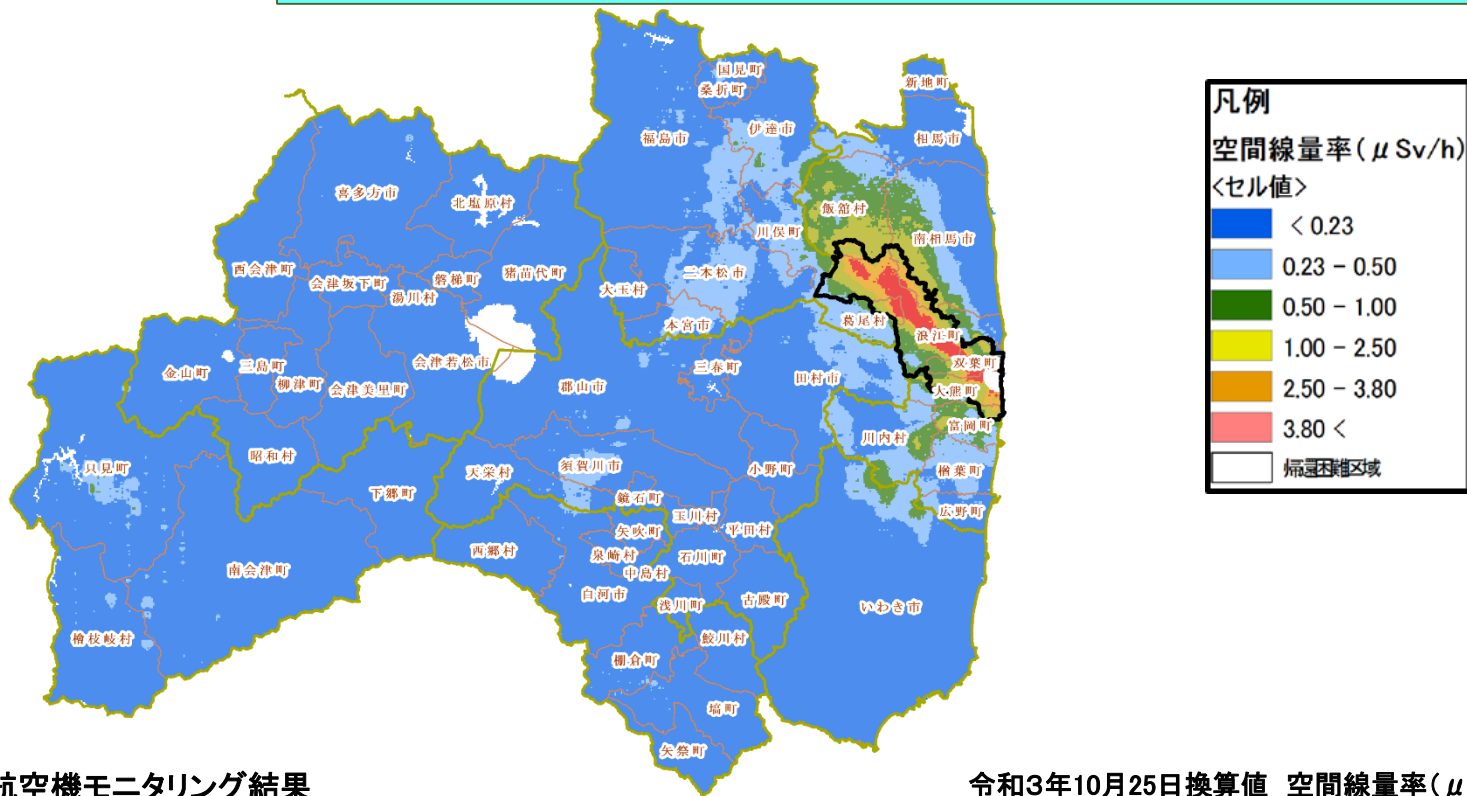 国見町
桑折町
新地町
伊達市
福島市
相馬市
喜多方市
北塩原村
飯舘村
川俣町
南相馬市
西会津町
会津坂下町
磐梯町
猪苗代町
湯川村
二本松市
大玉村
本宮市
葛尾村
浪江町
双葉町
会津若松市
金山町
三島町
柳津町
会津美里町
郡山市
三春町
田村市
大熊町
富岡町
川内村
昭和村
只見町
天栄村
須賀川市
小野町
楢葉町
下郷町
鏡石町
広野町
玉川村
矢吹町
平田村
西郷村
泉崎村
石川町
中島村
南会津町
白河市
浅川町
古殿町
いわき市
檜枝岐村
鮫川村
棚倉町
塙町
矢祭町
凡例
空間線量率(μSv/h)
<セル値>
< 0.23
0.23 - 0.50
0.50 - 1.00
1.00 - 2.50
2.50 - 3.80
3.80 <
帰還困難区域
航空機モニタリング結果
令和3年10月25日換算値 空間線量率(μ